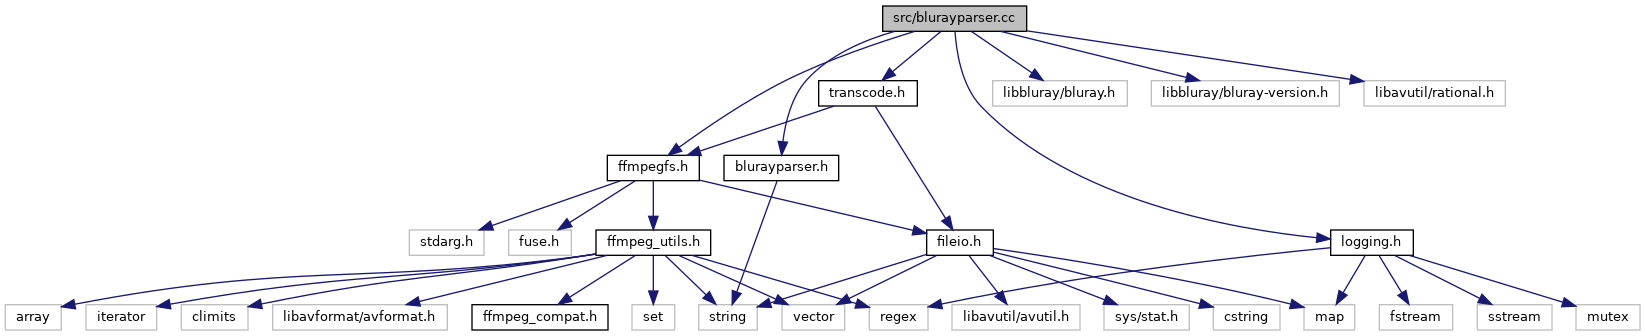 src/blurayparser.cc
transcode.h
libbluray/bluray.h
libbluray/bluray-version.h
libavutil/rational.h
ffmpegfs.h
blurayparser.h
stdarg.h
fuse.h
ffmpeg_utils.h
fileio.h
logging.h
array
iterator
climits
libavformat/avformat.h
ffmpeg_compat.h
set
string
vector
regex
libavutil/avutil.h
sys/stat.h
cstring
map
fstream
sstream
mutex